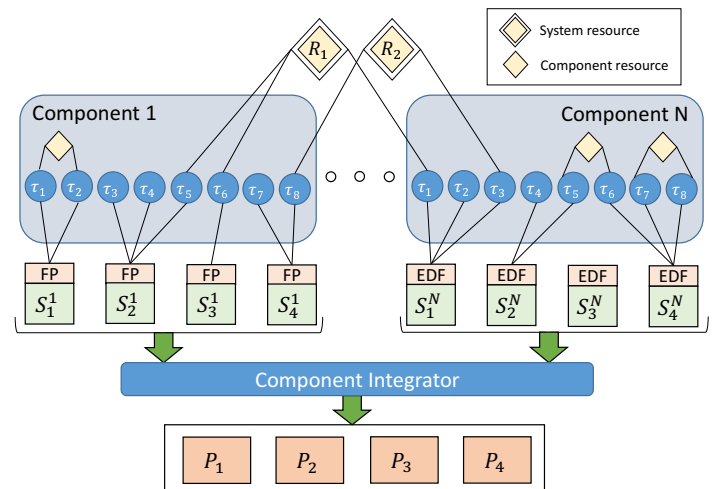 R₁ R₂
System resource
Component resource
Component 1
Component N
τ₁ τ₂ τ₃ τ₄ τ₅ τ₆ τ₇ τ₈
τ₁ τ₂ τ₃ τ₄ τ₅ τ₆ τ₇ τ₈
FP FP FP FP
EDF EDF EDF EDF
S₁¹ S₂¹ S₃¹ S₄¹
S₁ᴺ S₂ᴺ S₃ᴺ S₄ᴺ
Component Integrator
P₁ P₂ P₃ P₄